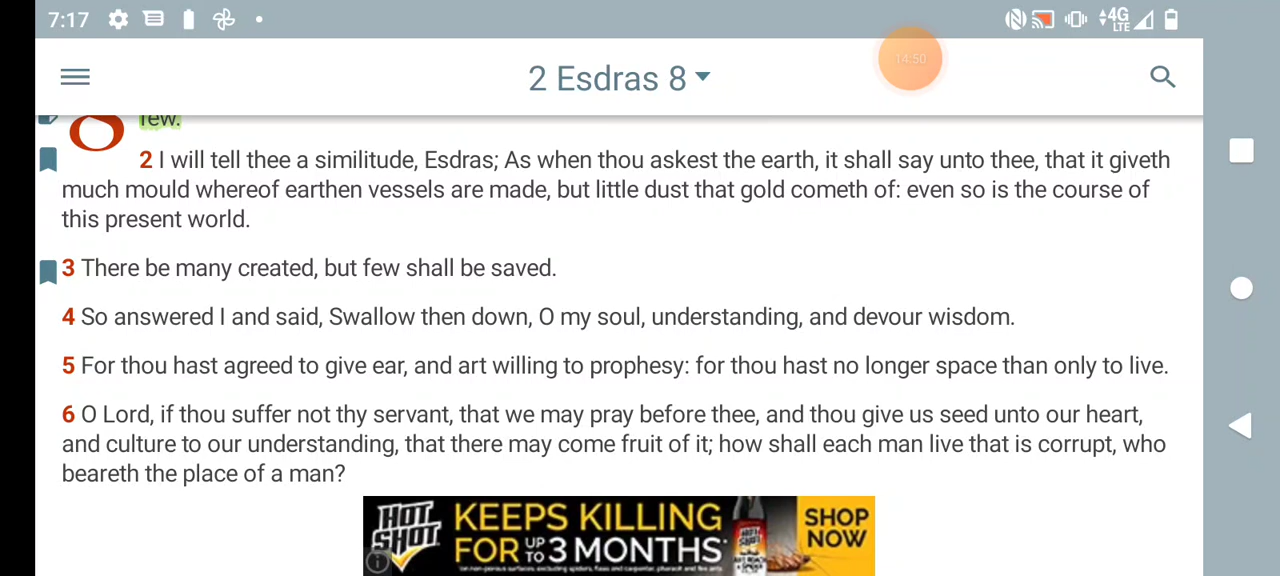 7:17
4G
LTE
14:50
2 Esdras 8
8
few.
2 I will tell thee a similitude, Esdras; As when thou askest the earth, it shall say unto thee, that it giveth
much mould whereof earthen vessels are made, but little dust that gold cometh of: even so is the course of
this present world.
3 There be many created, but few shall be saved.
4 So answered I and said, Swallow then down, O my soul, understanding, and devour wisdom.
5 For thou hast agreed to give ear, and art willing to prophesy: for thou hast no longer space than only to live.
6 O Lord, if thou suffer not thy servant, that we may pray before thee, and thou give us seed unto our heart,
and culture to our understanding, that there may come fruit of it; how shall each man live that is corrupt, who
beareth the place of a man?
HOT
SHOT
KEEPS KILLING
FOR UP TO 3 MONTHS*
SHOP
NOW